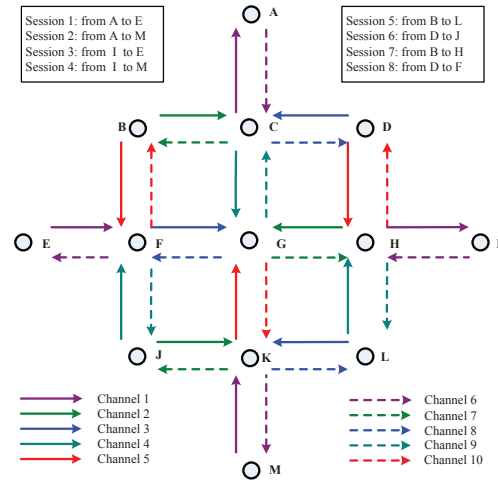 Session 1: from A to E
Session 2: from A to M
Session 3: from I to E
Session 4: from I to M
Session 5: from B to L
Session 6: from D to J
Session 7: from B to H
Session 8: from D to F
A
B
C
D
E
F
G
H
I
J
K
L
M
Channel 1
Channel 2
Channel 3
Channel 4
Channel 5
Channel 6
Channel 7
Channel 8
Channel 9
Channel 10